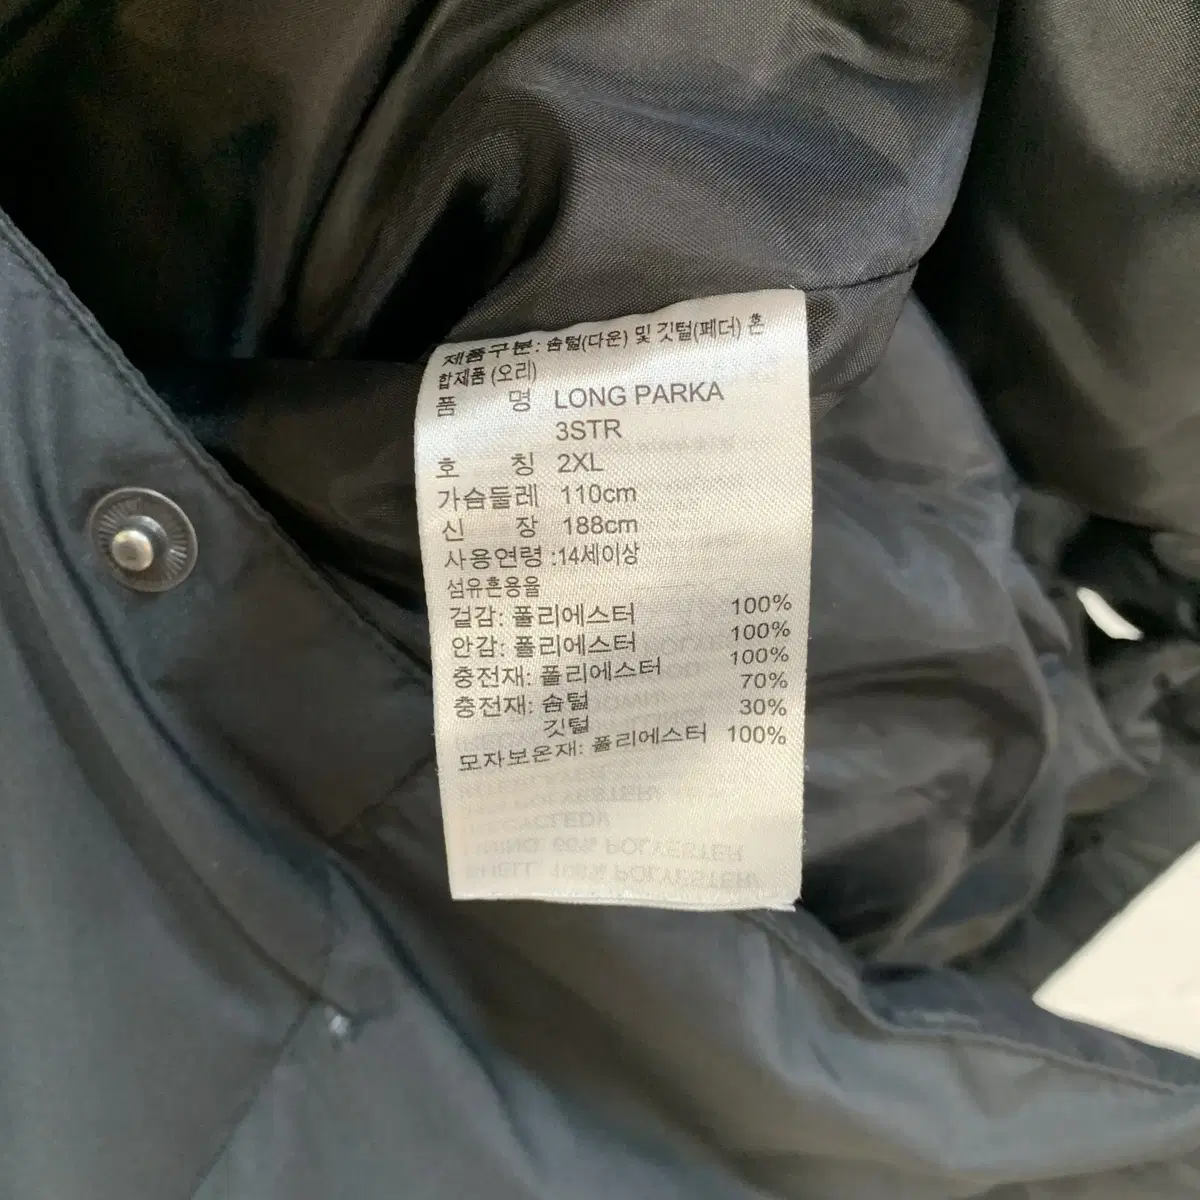 제품구분: 솜털(다운) 및 깃털(페더) 혼
합제품 (오리)
품 명 LONG PARKA
3STR
호 칭 2XL
가슴둘레 110cm
신 장 188cm
사용연령 :14세이상
섬유혼용율
겉감: 폴리에스터 100%
안감: 폴리에스터 100%
충전재: 폴리에스터 100%
충전재: 솜털 70%
깃털 30%
모자보온재: 폴리에스터 100%